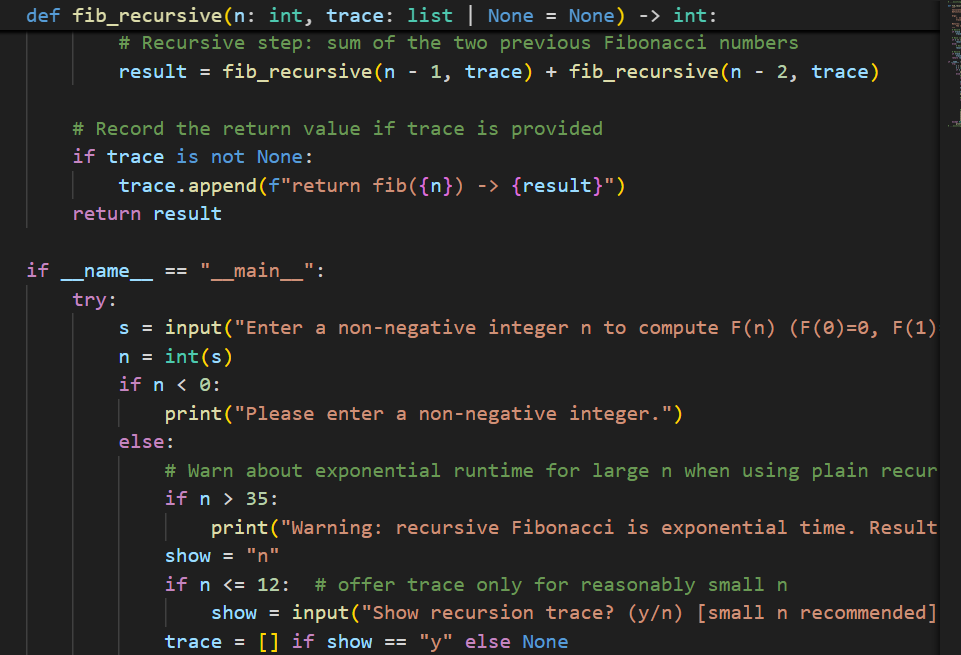 def fib_recursive(n: int, trace: list | None = None) -> int:
        # Recursive step: sum of the two previous Fibonacci numbers
        result = fib_recursive(n - 1, trace) + fib_recursive(n - 2, trace)
    # Record the return value if trace is provided
    if trace is not None:
        trace.append(f"return fib({n}) -> {result}")
    return result
if __name__ == "__main__":
    try:
        s = input("Enter a non-negative integer n to compute F(n) (F(0)=0, F(1)
        n = int(s)
        if n < 0:
            print("Please enter a non-negative integer.")
        else:
            # Warn about exponential runtime for large n when using plain recur
            if n > 35:
                print("Warning: recursive Fibonacci is exponential time. Result
            show = "n"
            if n <= 12:  # offer trace only for reasonably small n
                show = input("Show recursion trace? (y/n) [small n recommended]
            trace = [] if show == "y" else None